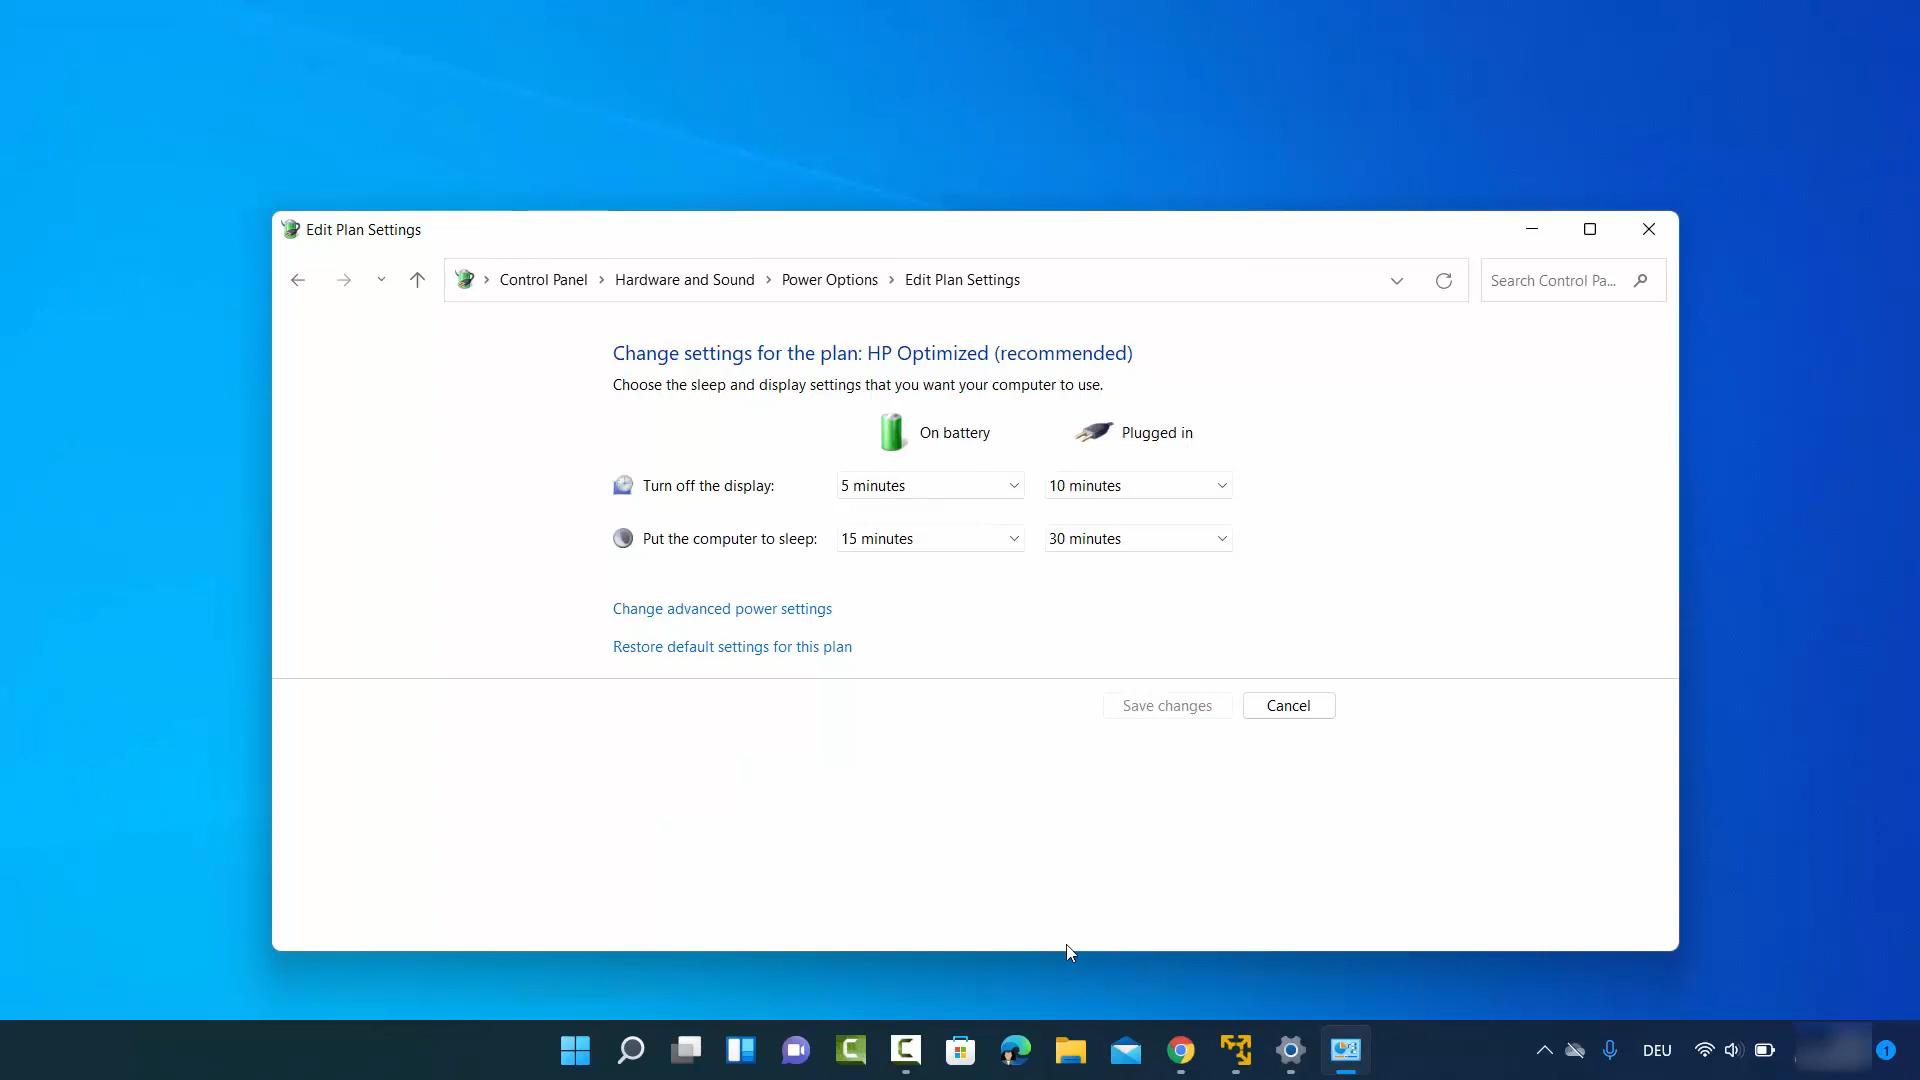 Edit Plan Settings
Control Panel > Hardware and Sound > Power Options > Edit Plan Settings
Search Control Pa...
Change settings for the plan: HP Optimized (recommended)
Choose the sleep and display settings that you want your computer to use.
On battery
Plugged in
Turn off the display:
5 minutes
10 minutes
Put the computer to sleep:
15 minutes
30 minutes
Change advanced power settings
Restore default settings for this plan
Save changes
Cancel
DEU
1